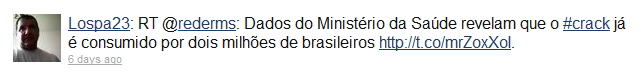 Lospa23: RT @rederms: Dados do Ministério da Saúde revelam que o #crack já
é consumido por dois milhões de brasileiros http://t.co/mrZoxXol.
6 days ago